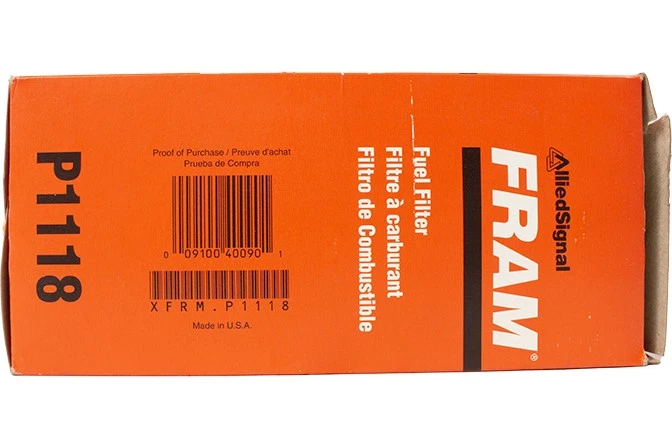 AlliedSignal
FRAM®
Fuel Filter
Filtre à carburant
Filtro de Combustible
Proof of Purchase / Preuve d'achat
Prueba de Compra
0 09100 40090 1
XFRM.P1118
Made in U.S.A.
P1118